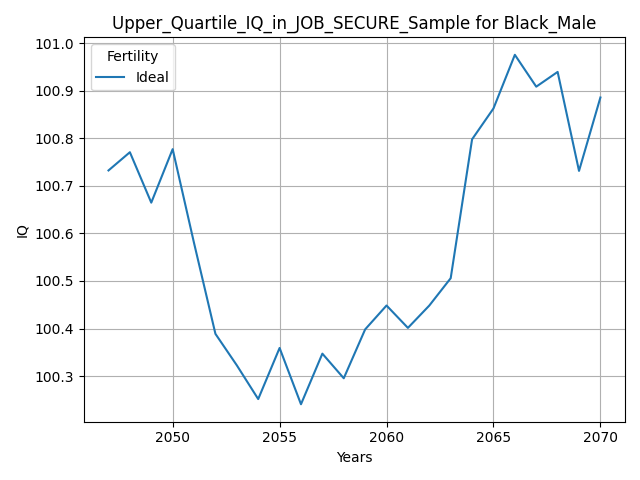 Upper_Quartile_IQ_in_JOB_SECURE_Sample for Black_Male
Fertility
Ideal
101.0
100.9
100.8
100.7
100.6
100.5
100.4
100.3
IQ
2050 2055 2060 2065 2070
Years